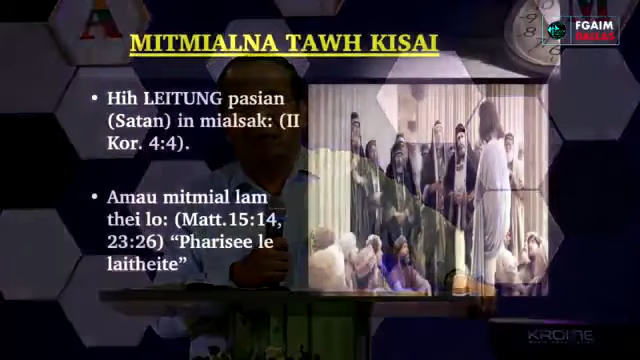 FGAIM
DALLAS
MITMIALNA TAWH KISAI
• Hih LEITUNG pasian
(Satan) in mialsak: (II
Kor. 4:4).
• Amau mitmial lam
thei lo: (Matt.15:14,
23:26) “Pharisee le
laitheite”
KROME